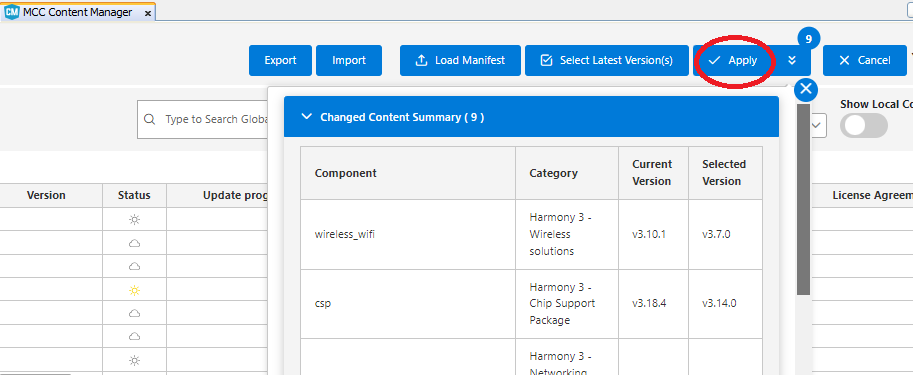 CM MCC Content Manager ×
9
Export Import Load Manifest Select Latest Version(s) Apply Cancel
Type to Search Globa
Show Local Co
Changed Content Summary ( 9 )
Component Category Current Version Selected Version
Version Status Update prog License Agreem
wireless_wifi Harmony 3 - Wireless solutions v3.10.1 v3.7.0
csp Harmony 3 - Chip Support Package v3.18.4 v3.14.0
Harmony 3 -
Networking